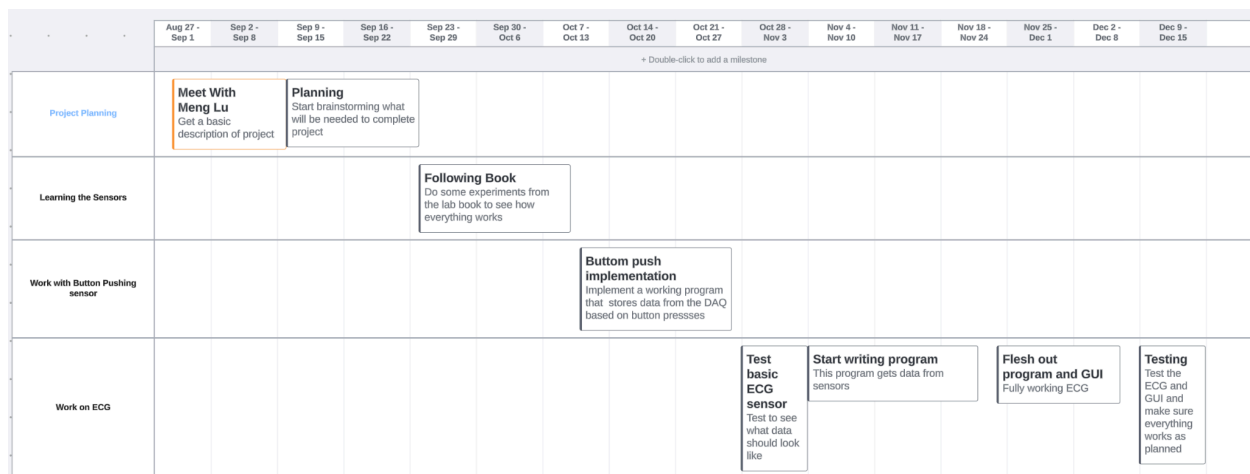 Aug 27 -
Sep 1
Sep 2 -
Sep 8
Sep 9 -
Sep 15
Sep 16 -
Sep 22
Sep 23 -
Sep 29
Sep 30 -
Oct 6
Oct 7 -
Oct 13
Oct 14 -
Oct 20
Oct 21 -
Oct 27
Oct 28 -
Nov 3
Nov 4 -
Nov 10
Nov 11 -
Nov 17
Nov 18 -
Nov 24
Nov 25 -
Dec 1
Dec 2 -
Dec 8
Dec 9 -
Dec 15
+ Double-click to add a milestone
Project Planning
Meet With
Meng Lu
Get a basic
description of project
Planning
Start brainstorming what
will be needed to complete
project
Learning the Sensors
Following Book
Do some experiments from
the lab book to see how
everything works
Work with Button Pushing
sensor
Buttom push
implementation
Implement a working program
that  stores data from the DAQ
based on button pressses
Work on ECG
Test
basic
ECG
sensor
Test to see
what data
should look
like
Start writing program
This program gets data from
sensors
Flesh out
program and GUI
Fully working ECG
Testing
Test the
ECG and
GUI and
make sure
everything
works as
planned